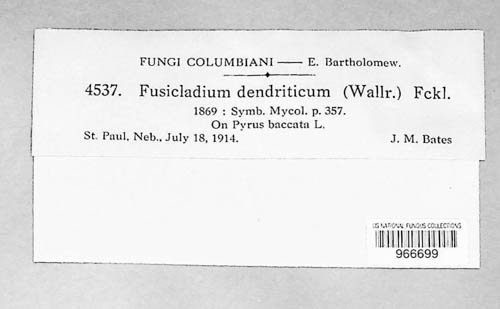 FUNGI COLUMBIANI — E. Bartholomew.
4537. Fusicladium dendriticum (Wallr.) Fckl.
1869 : Symb. Mycol. p. 357.
On Pyrus baccata L.
St. Paul, Neb., July 18, 1914. J. M. Bates
US NATIONAL FUNGUS COLLECTIONS
966699